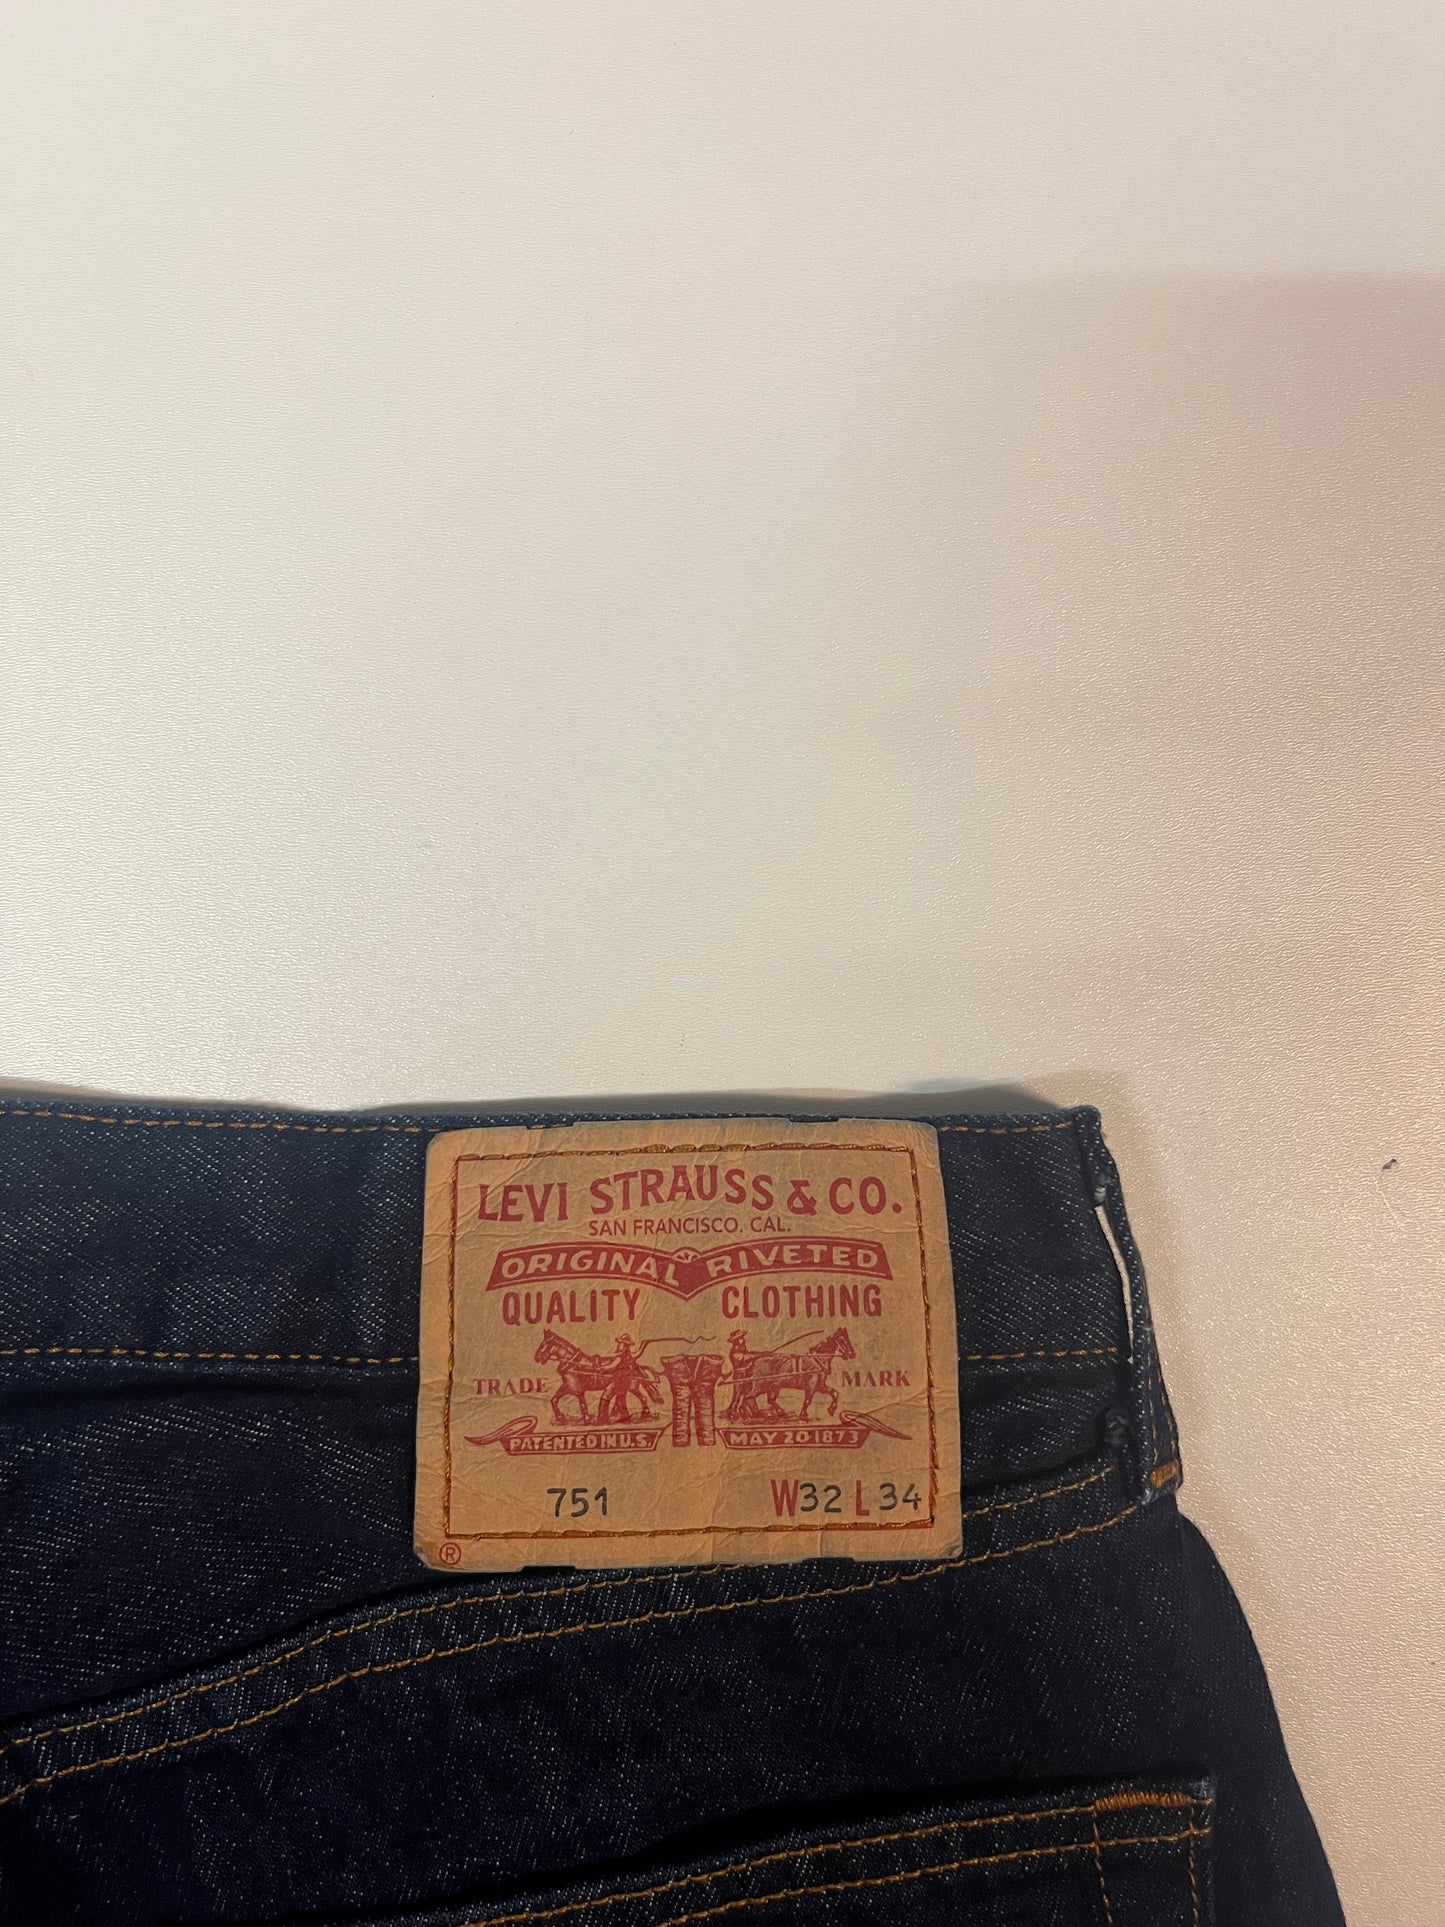 LEVI STRAUSS & CO.
SAN FRANCISCO. CAL.
ORIGINAL RIVETED
QUALITY CLOTHING
TRADE MARK
PATENTED IN U.S. MAY 20 1873
751 W32 L34
®